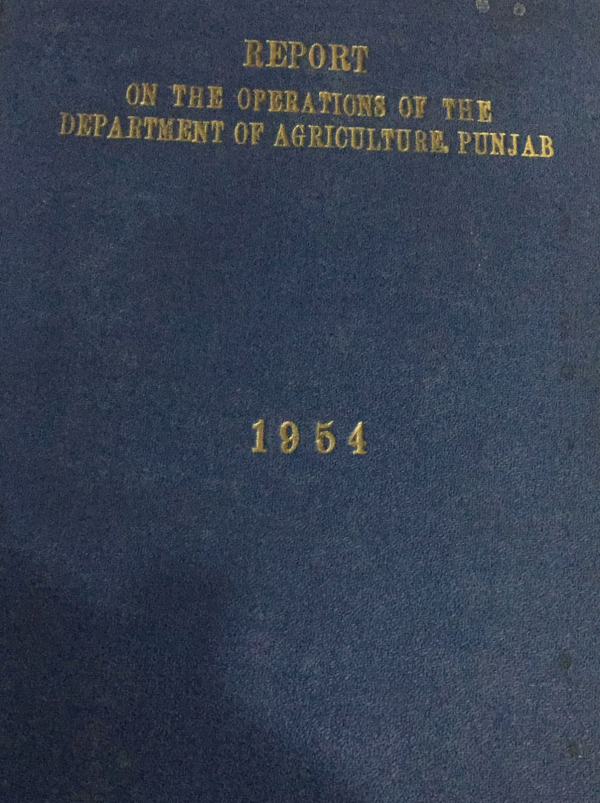 REPORT
ON THE OPERATIONS OF THE
DEPARTMENT OF AGRICULTURE, PUNJAB
1954